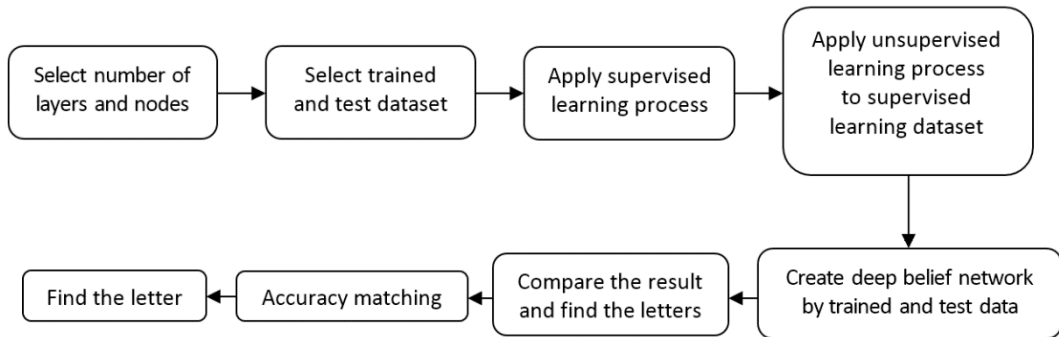 Select number of
layers and nodes
Select trained
and test dataset
Apply supervised
learning process
Apply unsupervised
learning process
to supervised
learning dataset
Create deep belief network
by trained and test data
Compare the result
and find the letters
Accuracy matching
Find the letter